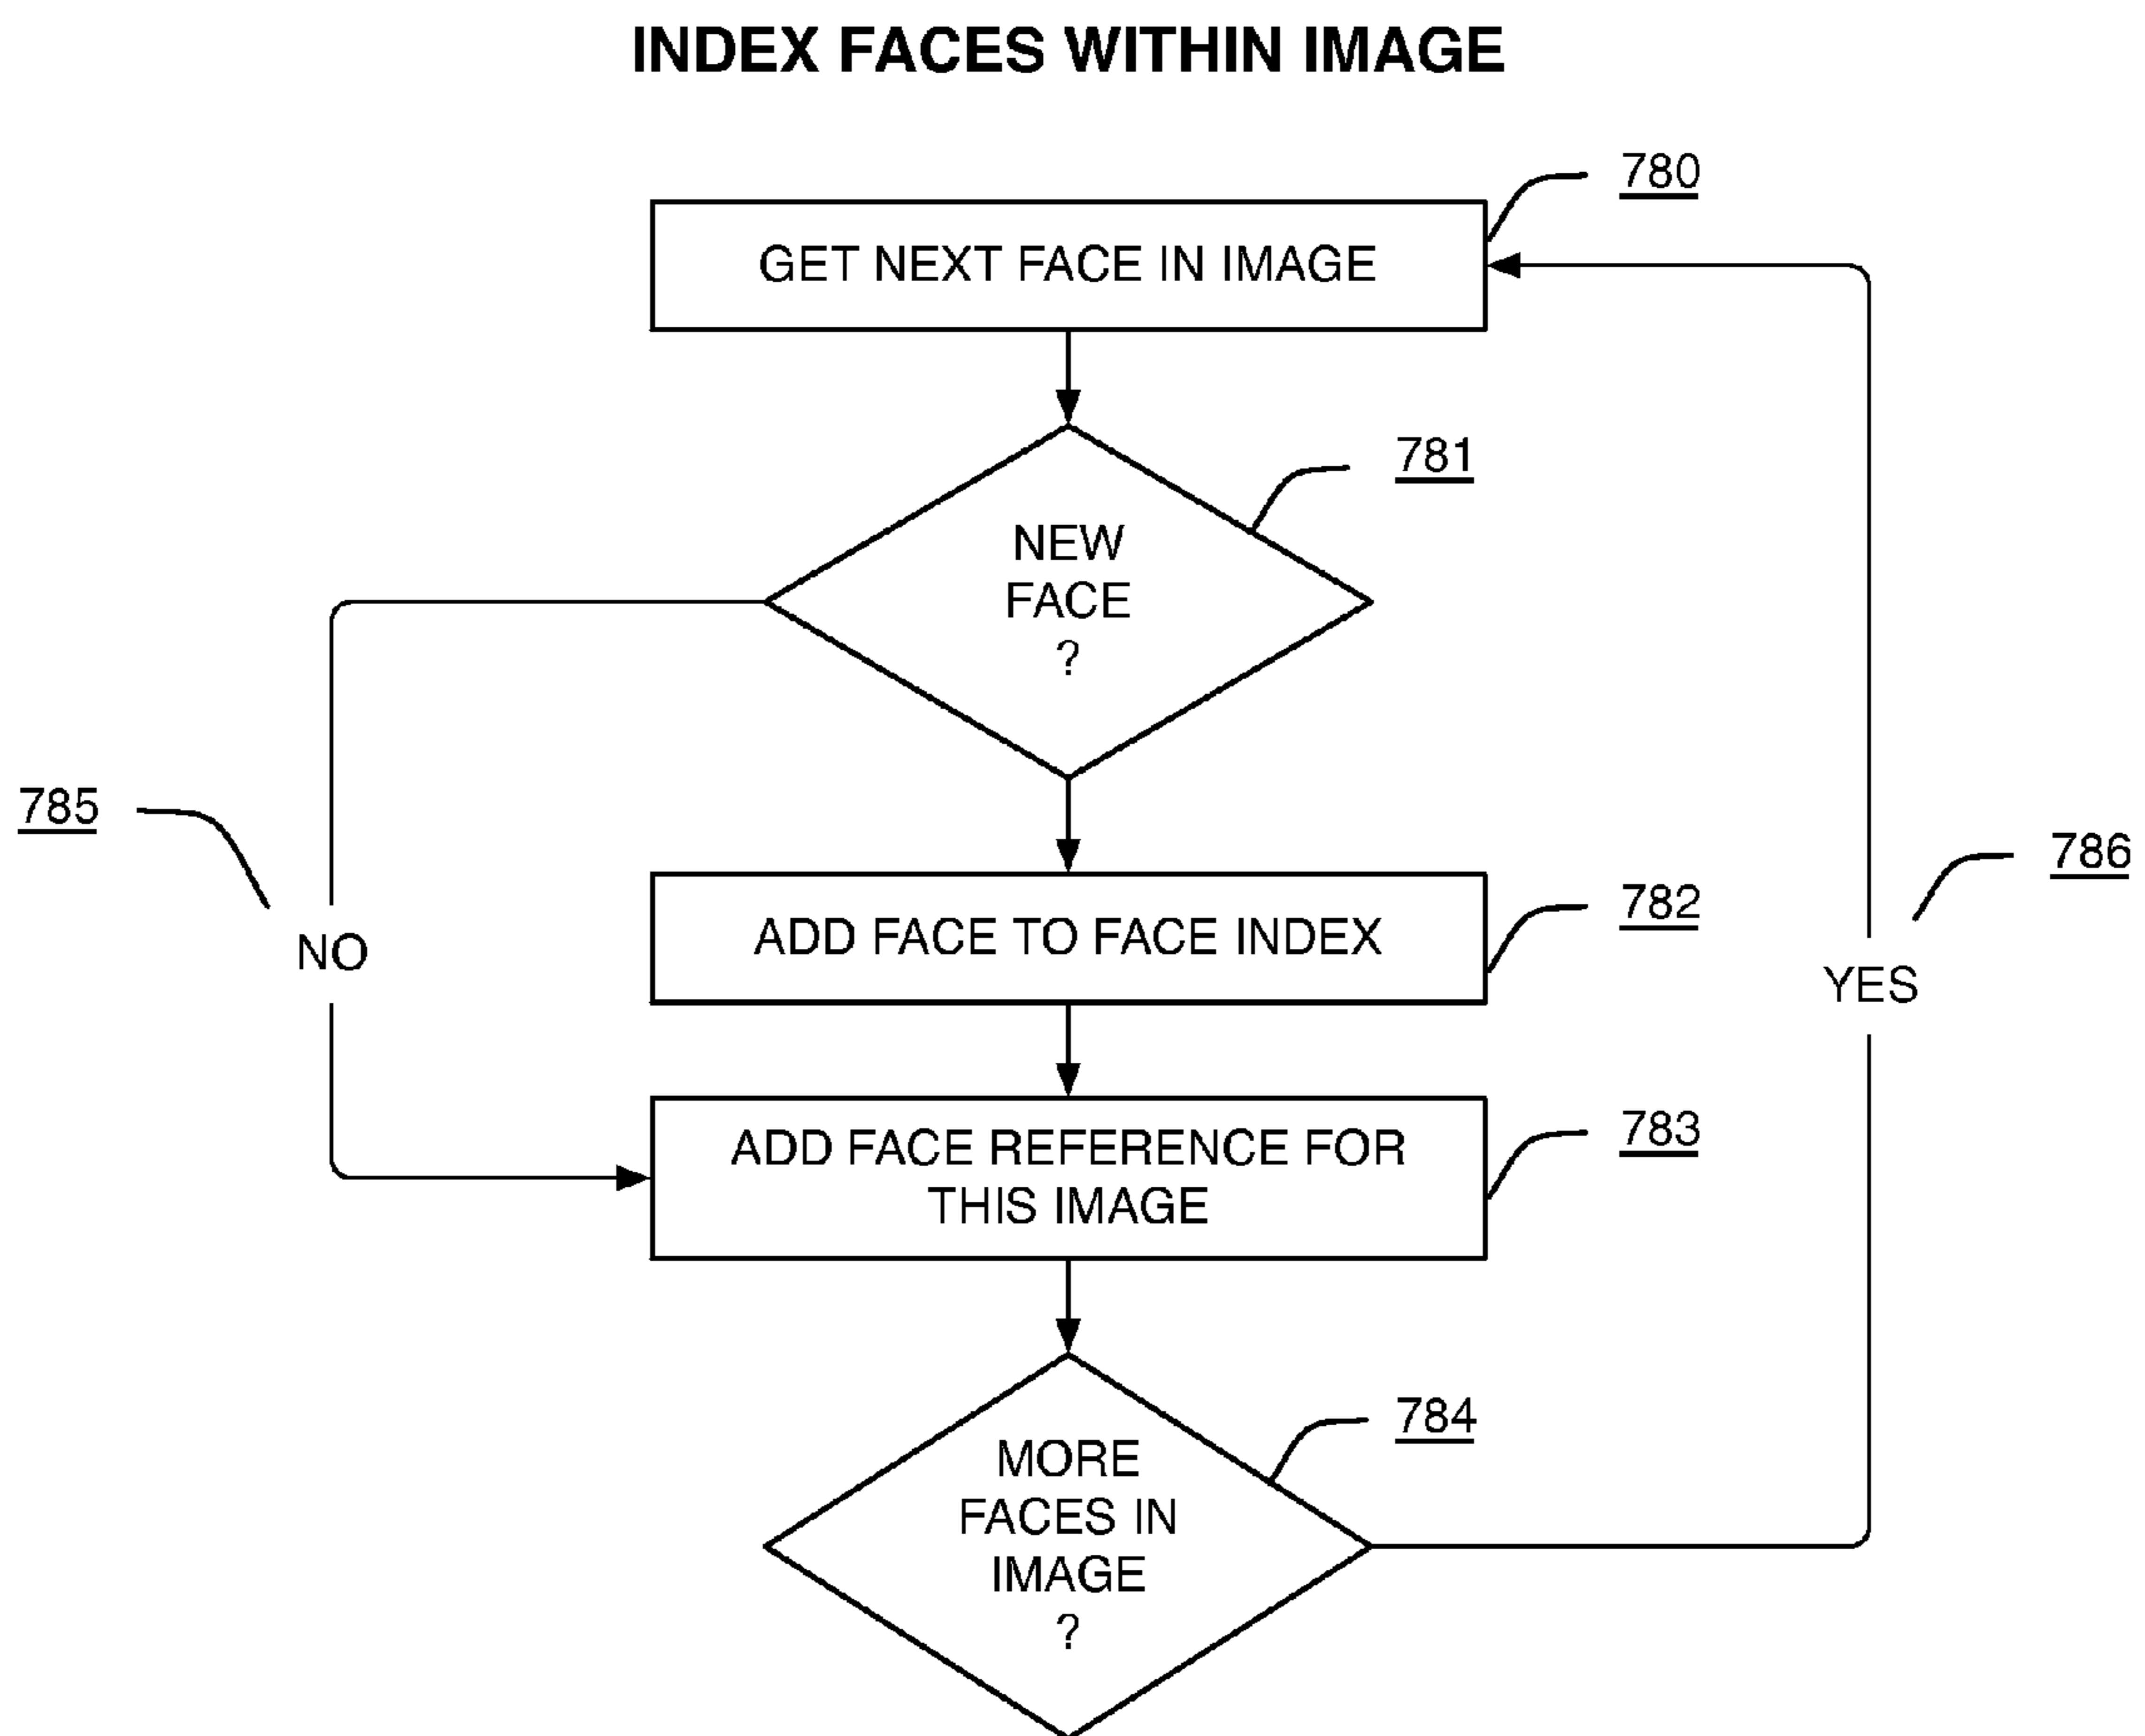 INDEX FACES WITHIN IMAGE
780
GET NEXT FACE IN IMAGE
781
NEW
FACE
?
785
786
782
ADD FACE TO FACE INDEX
NO
YES
783
ADD FACE REFERENCE FOR
THIS IMAGE
784
MORE
FACES IN
IMAGE
?